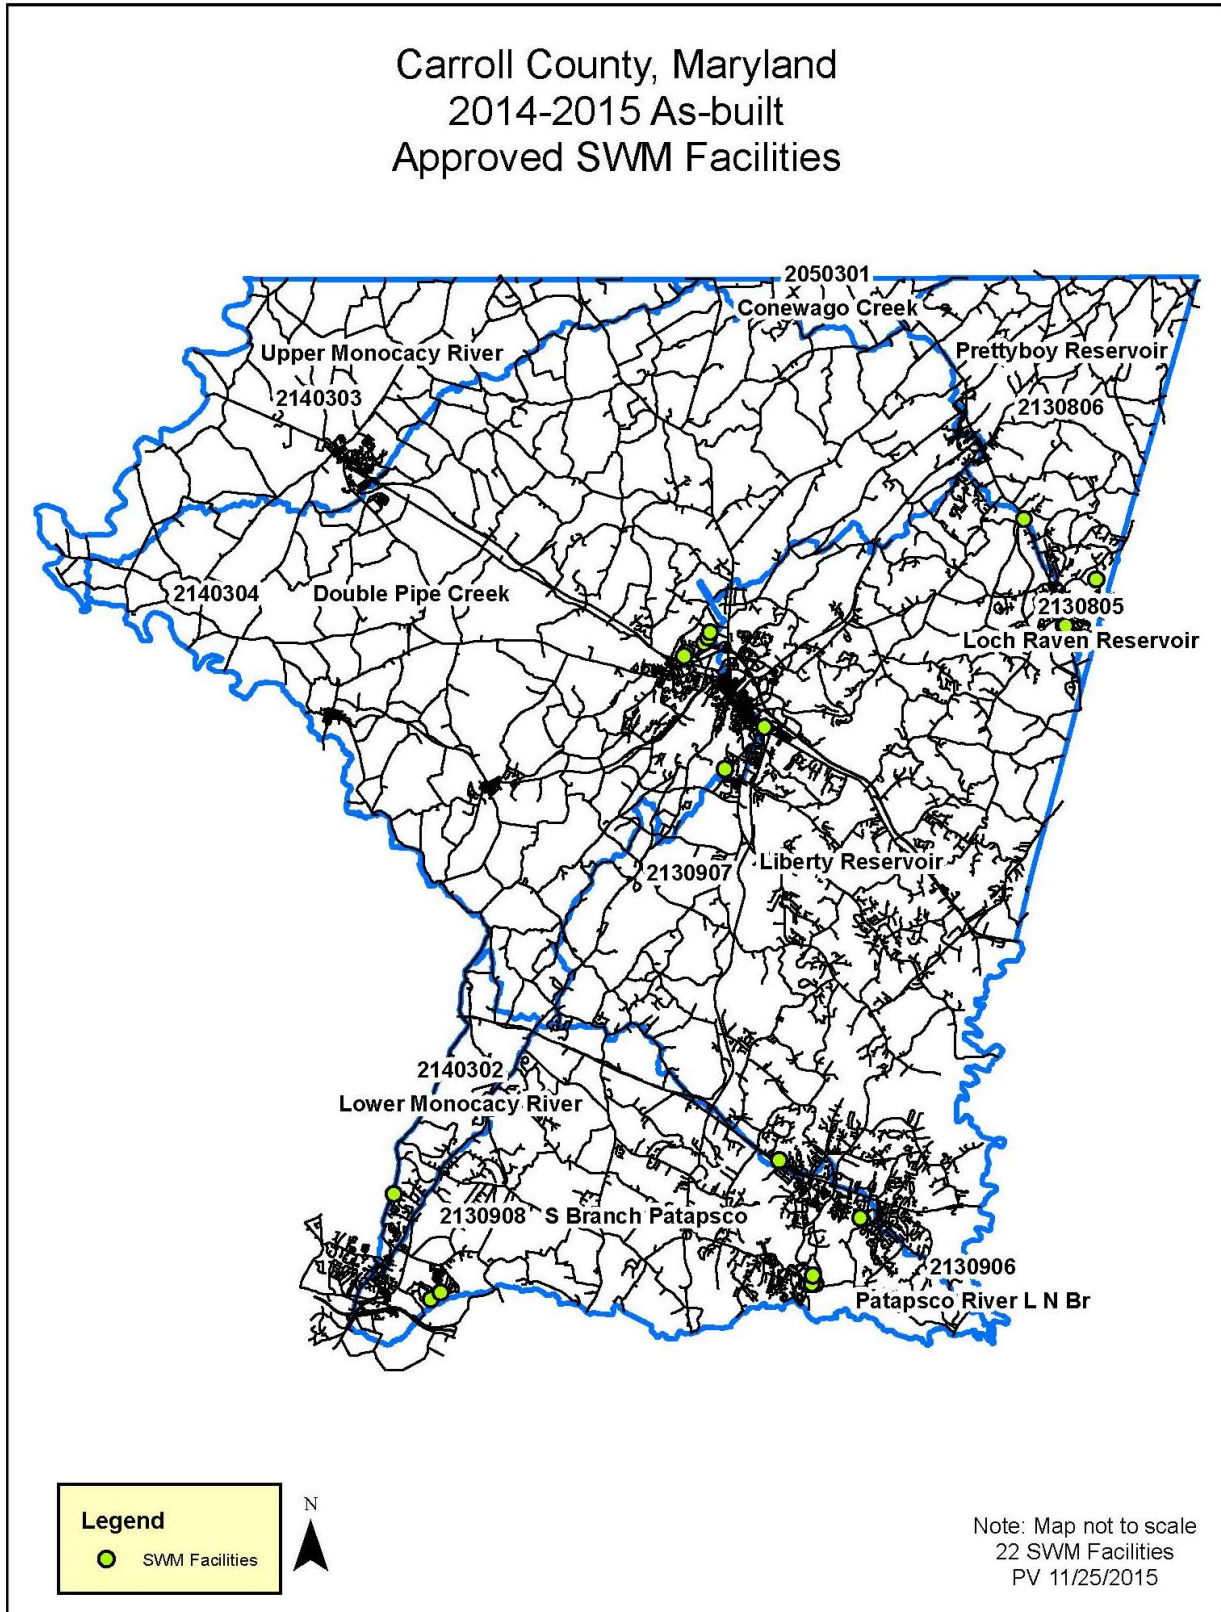 Carroll County, Maryland
2014-2015 As-built
Approved SWM Facilities
2050301
Conewago Creek
Upper Monocacy River
2140303
Prettyboy Reservoir
2130806
2140304
Double Pipe Creek
2130805
Loch Raven Reservoir
2130907
Liberty Reservoir
2140302
Lower Monocacy River
2130908
S Branch Patapsco
2130906
Patapsco River L N Br
Legend
SWM Facilities
N
Note: Map not to scale
22 SWM Facilities
PV 11/25/2015